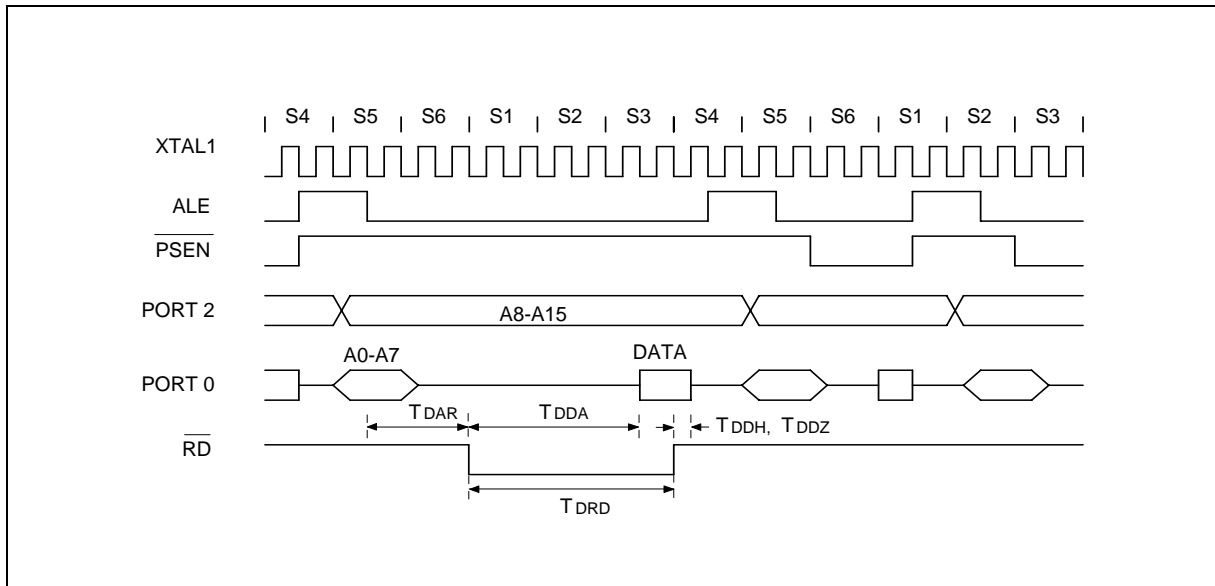 S4 S5 S6 S1 S2 S3 S4 S5 S6 S1 S2 S3
XTAL1
ALE
PSEN
PORT 2
A8-A15
A0-A7
DATA
PORT 0
TDAR
TDDA
TDDH, TDDZ
RD
TDRD